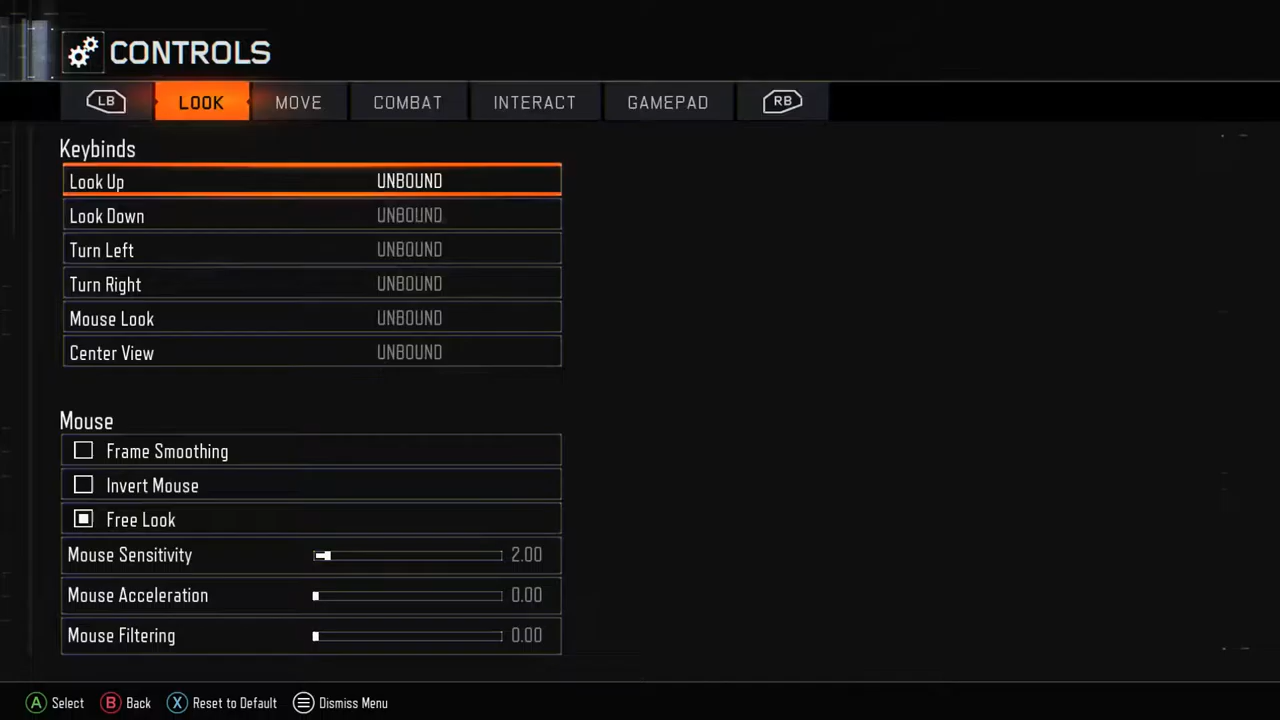 CONTROLS
LB LOOK MOVE COMBAT INTERACT GAMEPAD RB
Keybinds
Look Up UNBOUND
Look Down UNBOUND
Turn Left UNBOUND
Turn Right UNBOUND
Mouse Look UNBOUND
Center View UNBOUND
Mouse
Frame Smoothing
Invert Mouse
Free Look
Mouse Sensitivity 2.00
Mouse Acceleration 0.00
Mouse Filtering 0.00
A Select B Back X Reset to Default Dismiss Menu